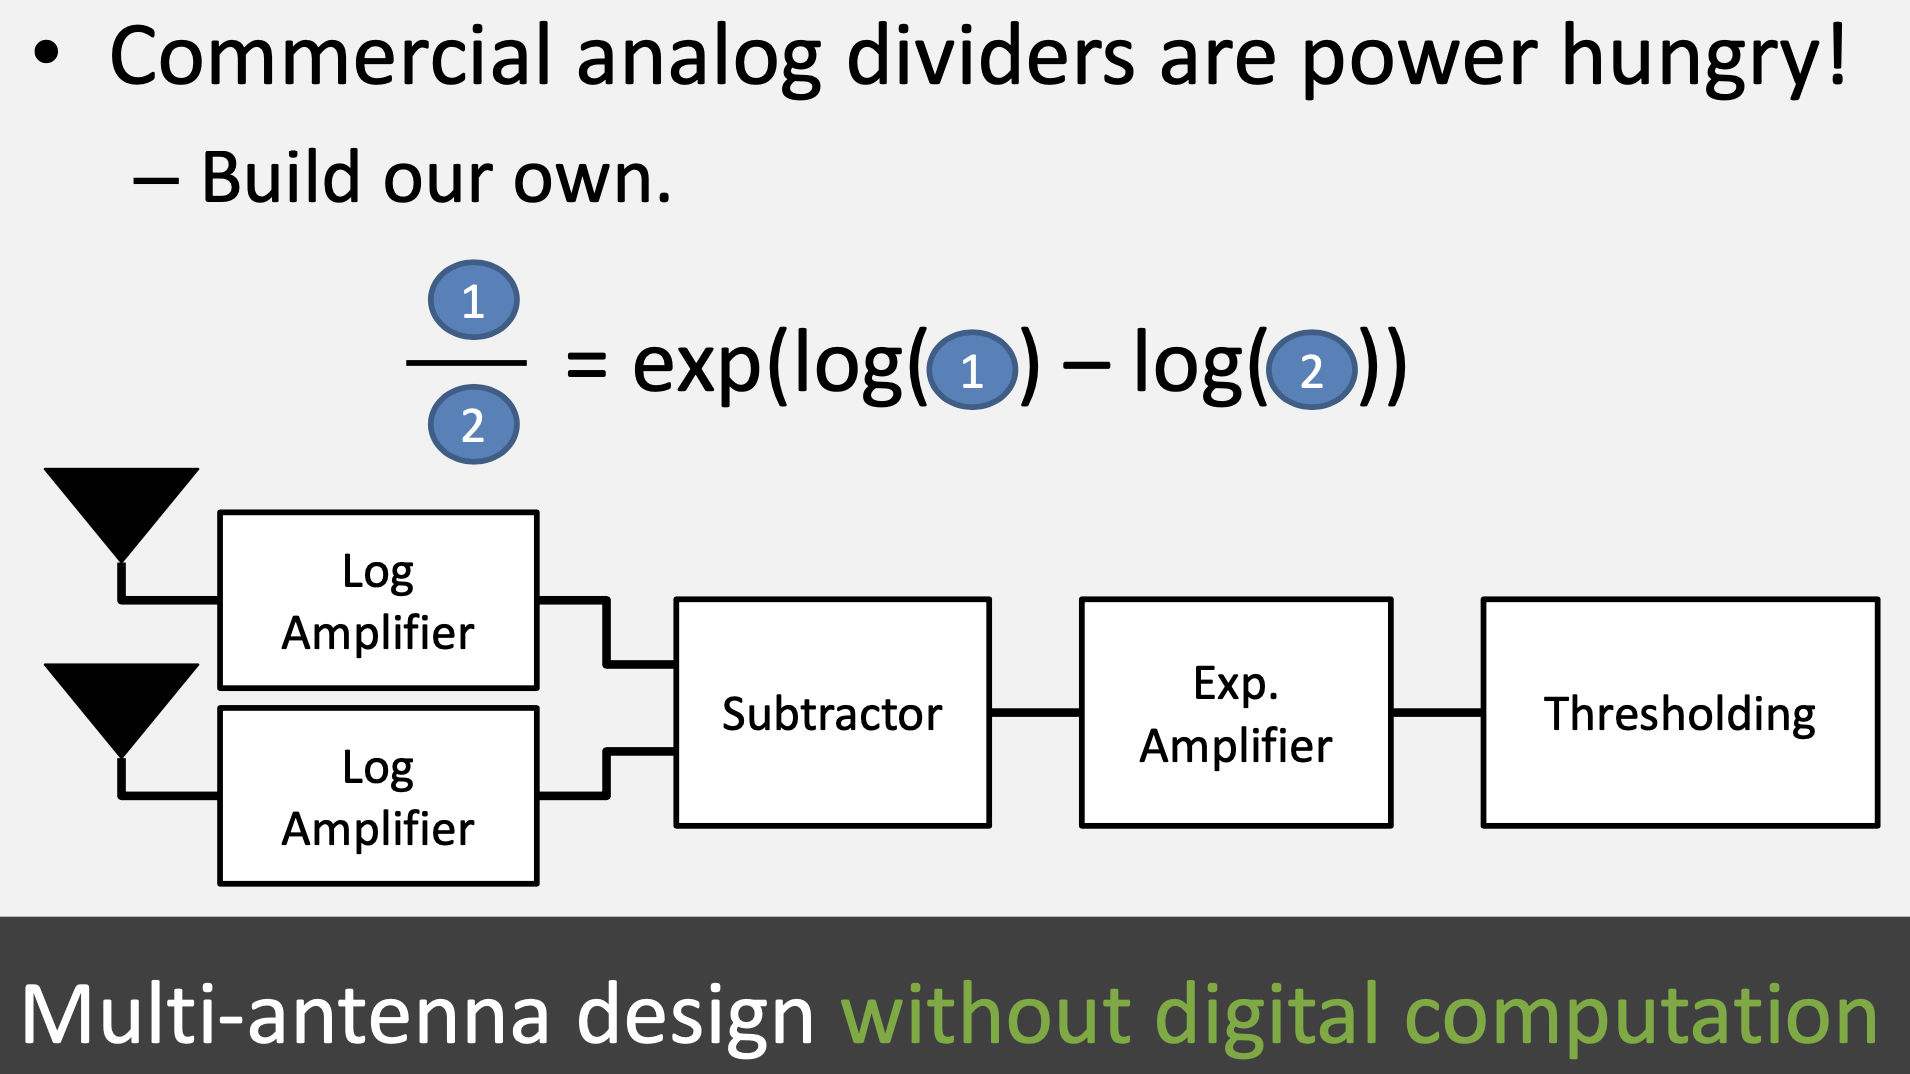 • Commercial analog dividers are power hungry!
– Build our own.
1
2
= exp(log(1) – log(2))
Log
Amplifier
Log
Amplifier
Subtractor
Exp.
Amplifier
Thresholding
Multi-antenna design without digital computation